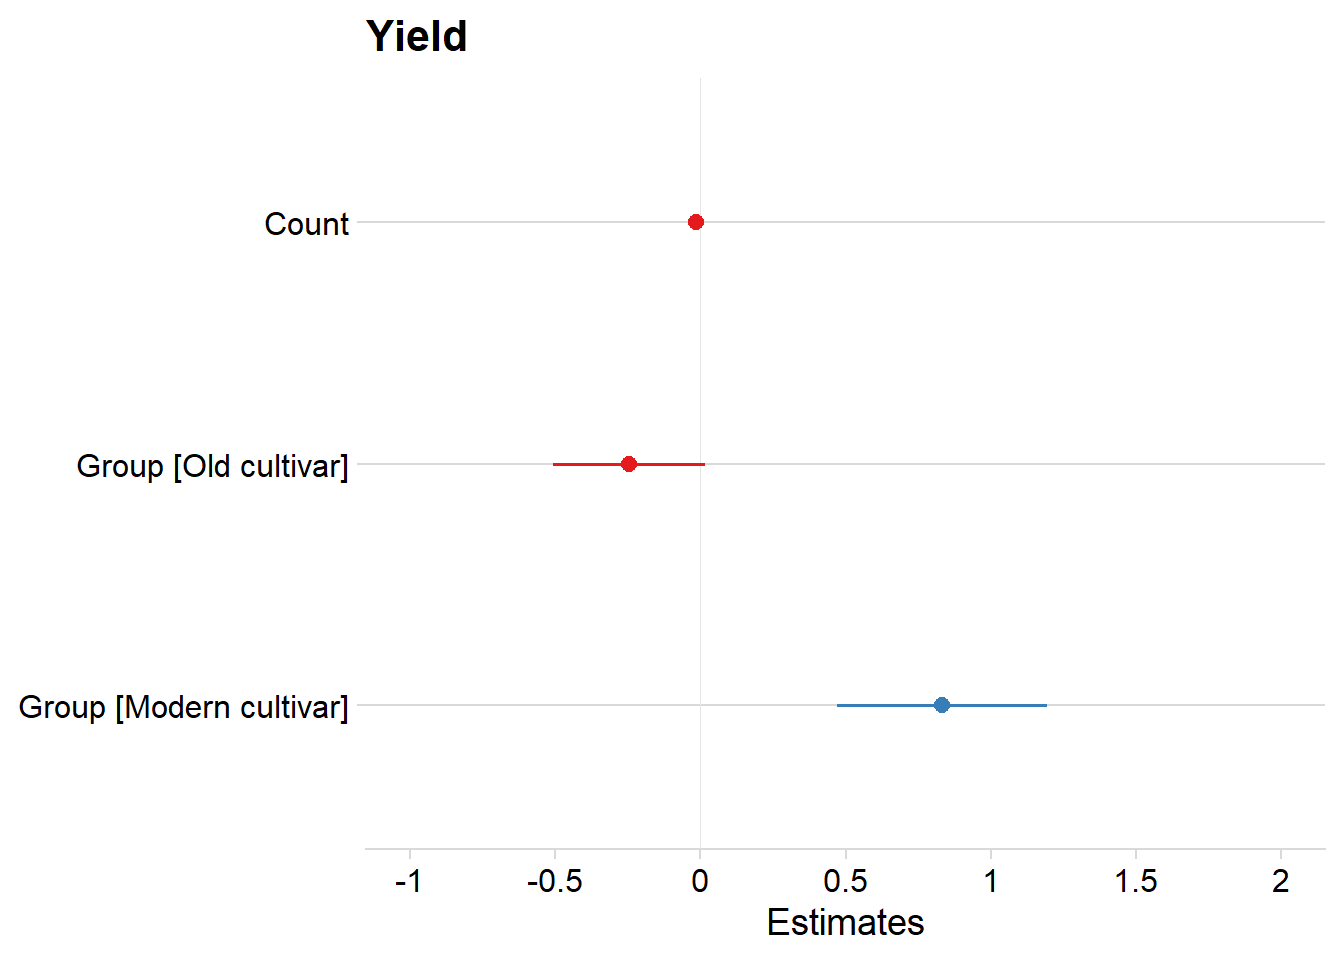 Yield
Count
Group [Old cultivar]
Group [Modern cultivar]
-1 -0.5 0 0.5 1 1.5 2
Estimates